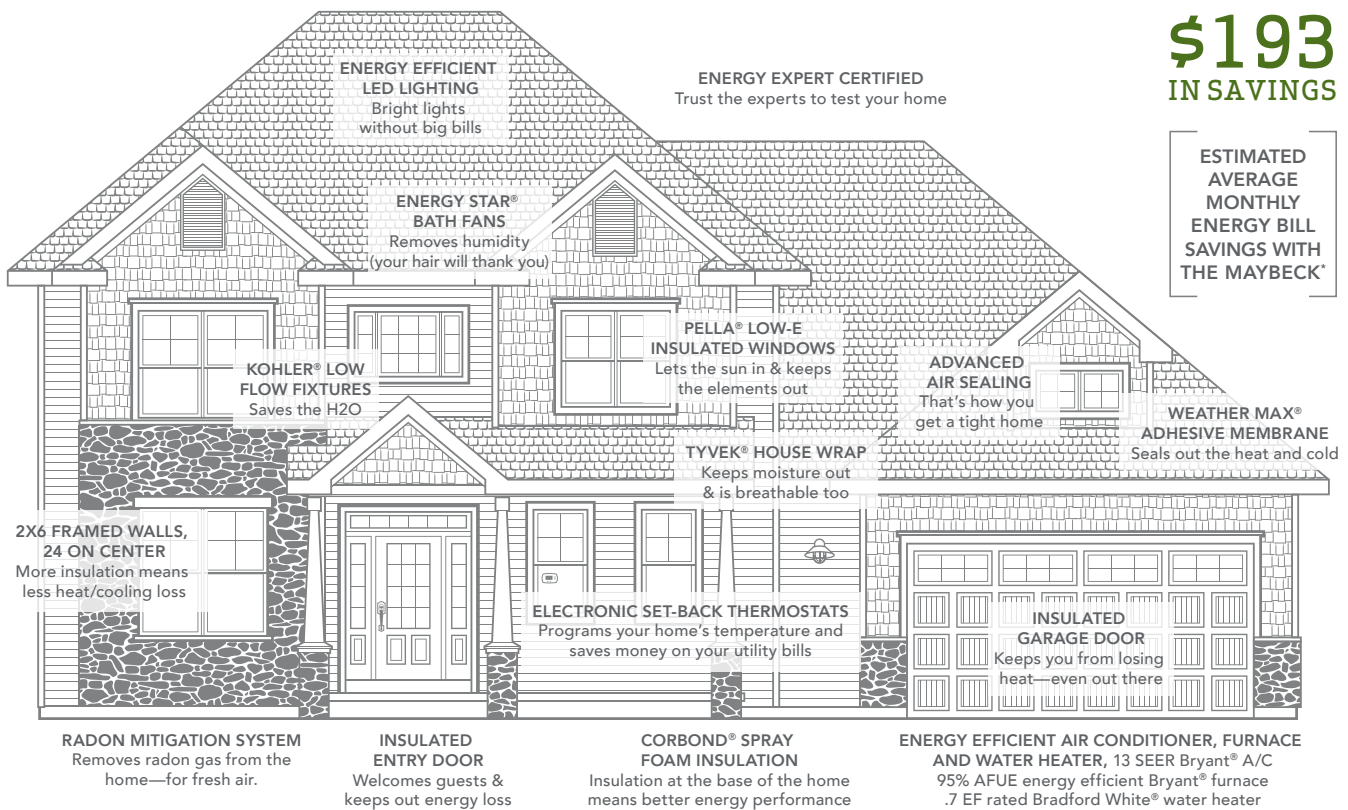 $193
IN SAVINGS
ESTIMATED
AVERAGE
MONTHLY
ENERGY BILL
SAVINGS WITH
THE MAYBECK*
ENERGY EFFICIENT
LED LIGHTING
Bright lights
without big bills
ENERGY EXPERT CERTIFIED
Trust the experts to test your home
ENERGY STAR®
BATH FANS
Removes humidity
(your hair will thank you)
PELLA® LOW-E
INSULATED WINDOWS
Lets the sun in & keeps
the elements out
KOHLER® LOW
FLOW FIXTURES
Saves the H2O
ADVANCED
AIR SEALING
That's how you
get a tight home
WEATHER MAX®
ADHESIVE MEMBRANE
Seals out the heat and cold
TYVEK® HOUSE WRAP
Keeps moisture out
& is breathable too
2X6 FRAMED WALLS,
24 ON CENTER
More insulation means
less heat/cooling loss
ELECTRONIC SET-BACK THERMOSTATS
Programs your home's temperature and
saves money on your utility bills
INSULATED
GARAGE DOOR
Keeps you from losing
heat—even out there
RADON MITIGATION SYSTEM
Removes radon gas from the
home—for fresh air.
INSULATED
ENTRY DOOR
Welcomes guests &
keeps out energy loss
CORBOND® SPRAY
FOAM INSULATION
Insulation at the base of the home
means better energy performance
ENERGY EFFICIENT AIR CONDITIONER, FURNACE
AND WATER HEATER, 13 SEER Bryant® A/C
95% AFUE energy efficient Bryant® furnace
.7 EF rated Bradford White® water heater